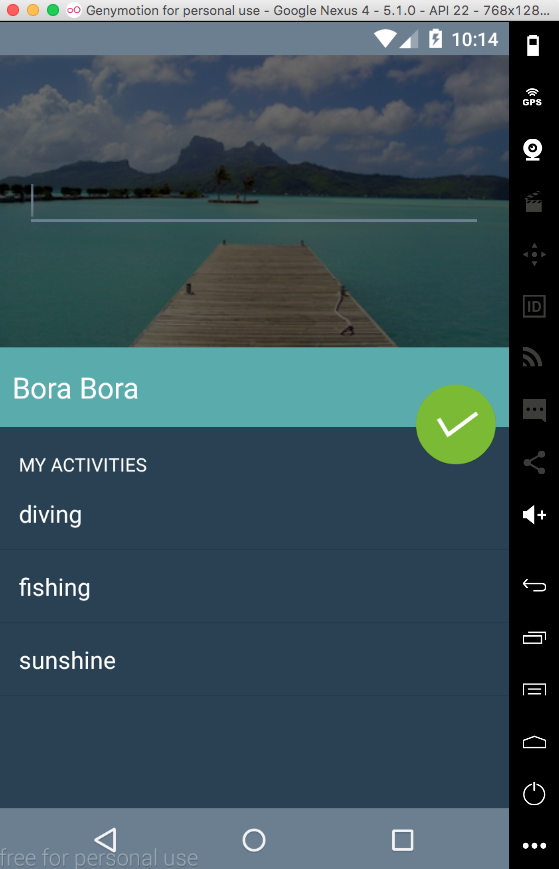 Genymotion for personal use - Google Nexus 4 - 5.1.0 - API 22 - 768x128...
10:14
GPS
Bora Bora
MY ACTIVITIES
diving
ID
fishing
sunshine
free for personal use